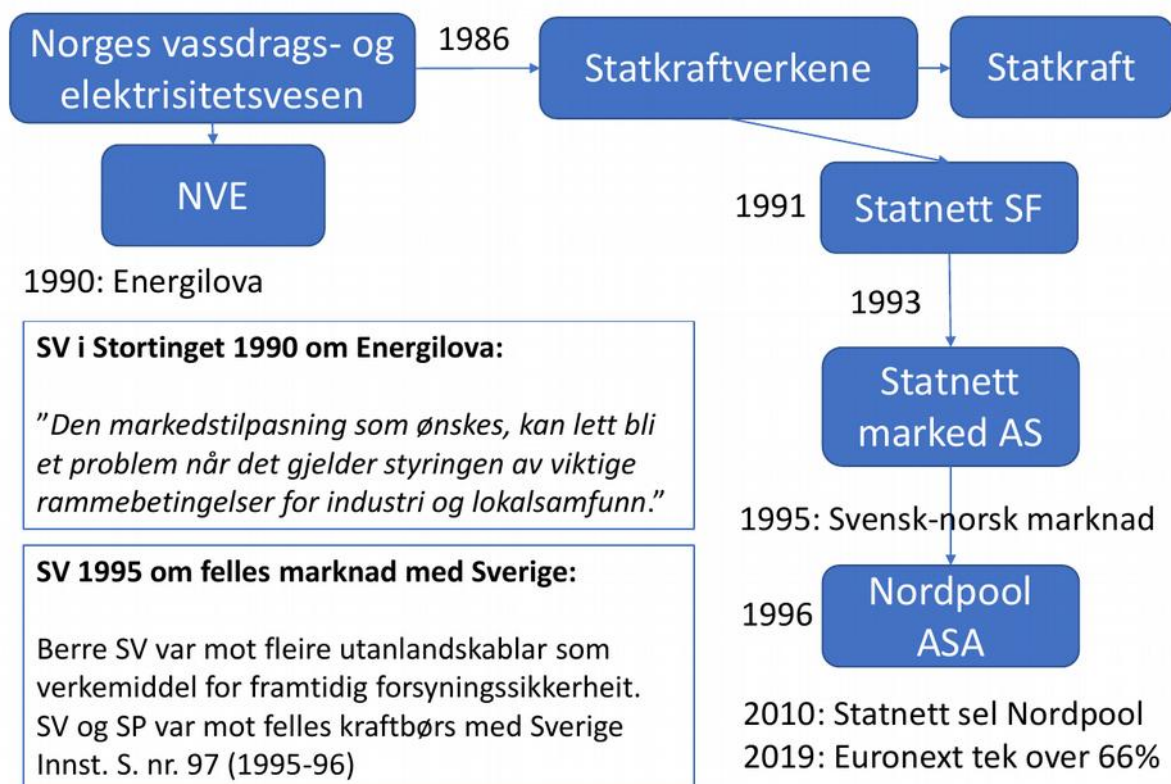 Norges vassdrags- og
elektrisitetsvesen
1986
Statkraftverkene
Statkraft
NVE
1991
Statnett SF
1990: Energilova
1993
SV i Stortinget 1990 om Energilova:
”Den markedstilpasning som ønskes, kan lett bli
et problem når det gjelder styringen av viktige
rammebetingelser for industri og lokalsamfunn.”
Statnett
marked AS
1995: Svensk-norsk marknad
SV 1995 om felles marknad med Sverige:
Berre SV var mot fleire utanlandskablar som
verkemiddel for framtidig forsyningssikkerheit.
SV og SP var mot felles kraftbørs med Sverige
Innst. S. nr. 97 (1995-96)
1996
Nordpool
ASA
2010: Statnett sel Nordpool
2019: Euronext tek over 66%